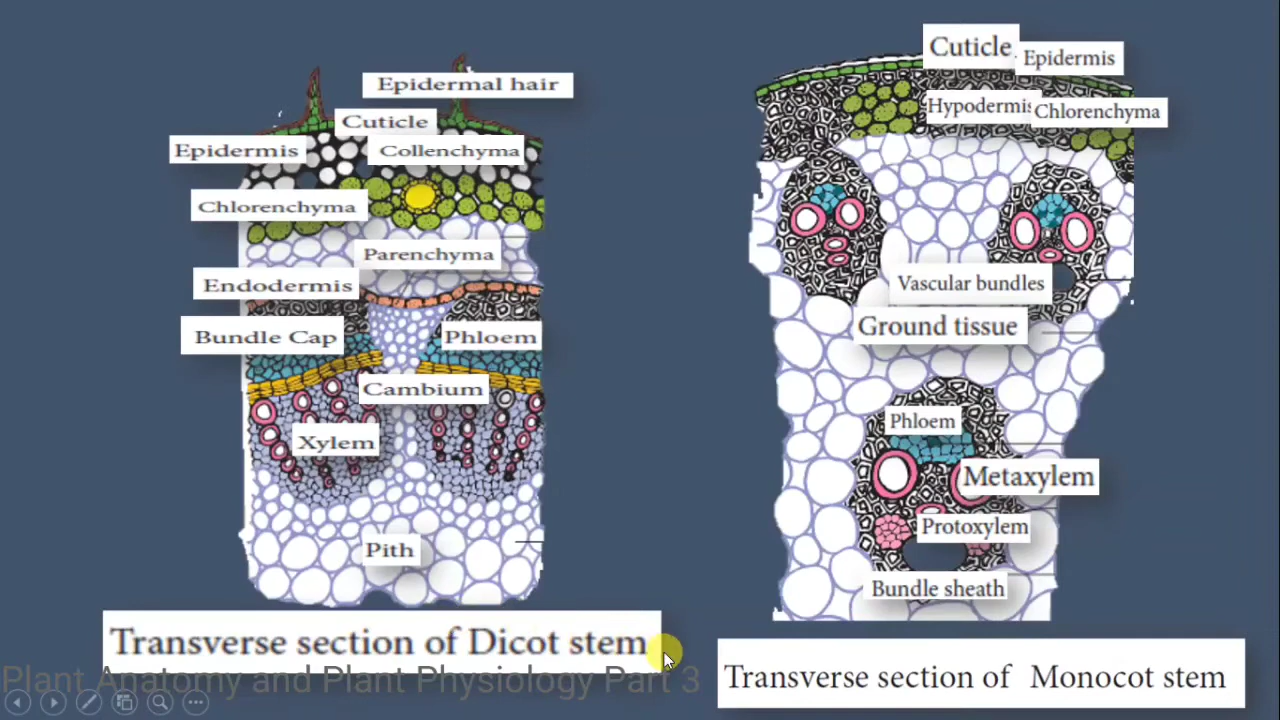 Epidermal hair
Cuticle
Epidermis
Collenchyma
Chlorenchyma
Parenchyma
Endodermis
Bundle Cap
Phloem
Cambium
Xylem
Pith
Transverse section of Dicot stem
Cuticle
Epidermis
Hypodermis
Chlorenchyma
Vascular bundles
Ground tissue
Phloem
Metaxylem
Protoxylem
Bundle sheath
Transverse section of Monocot stem
Plant Anatomy and Plant Physiology Part 3